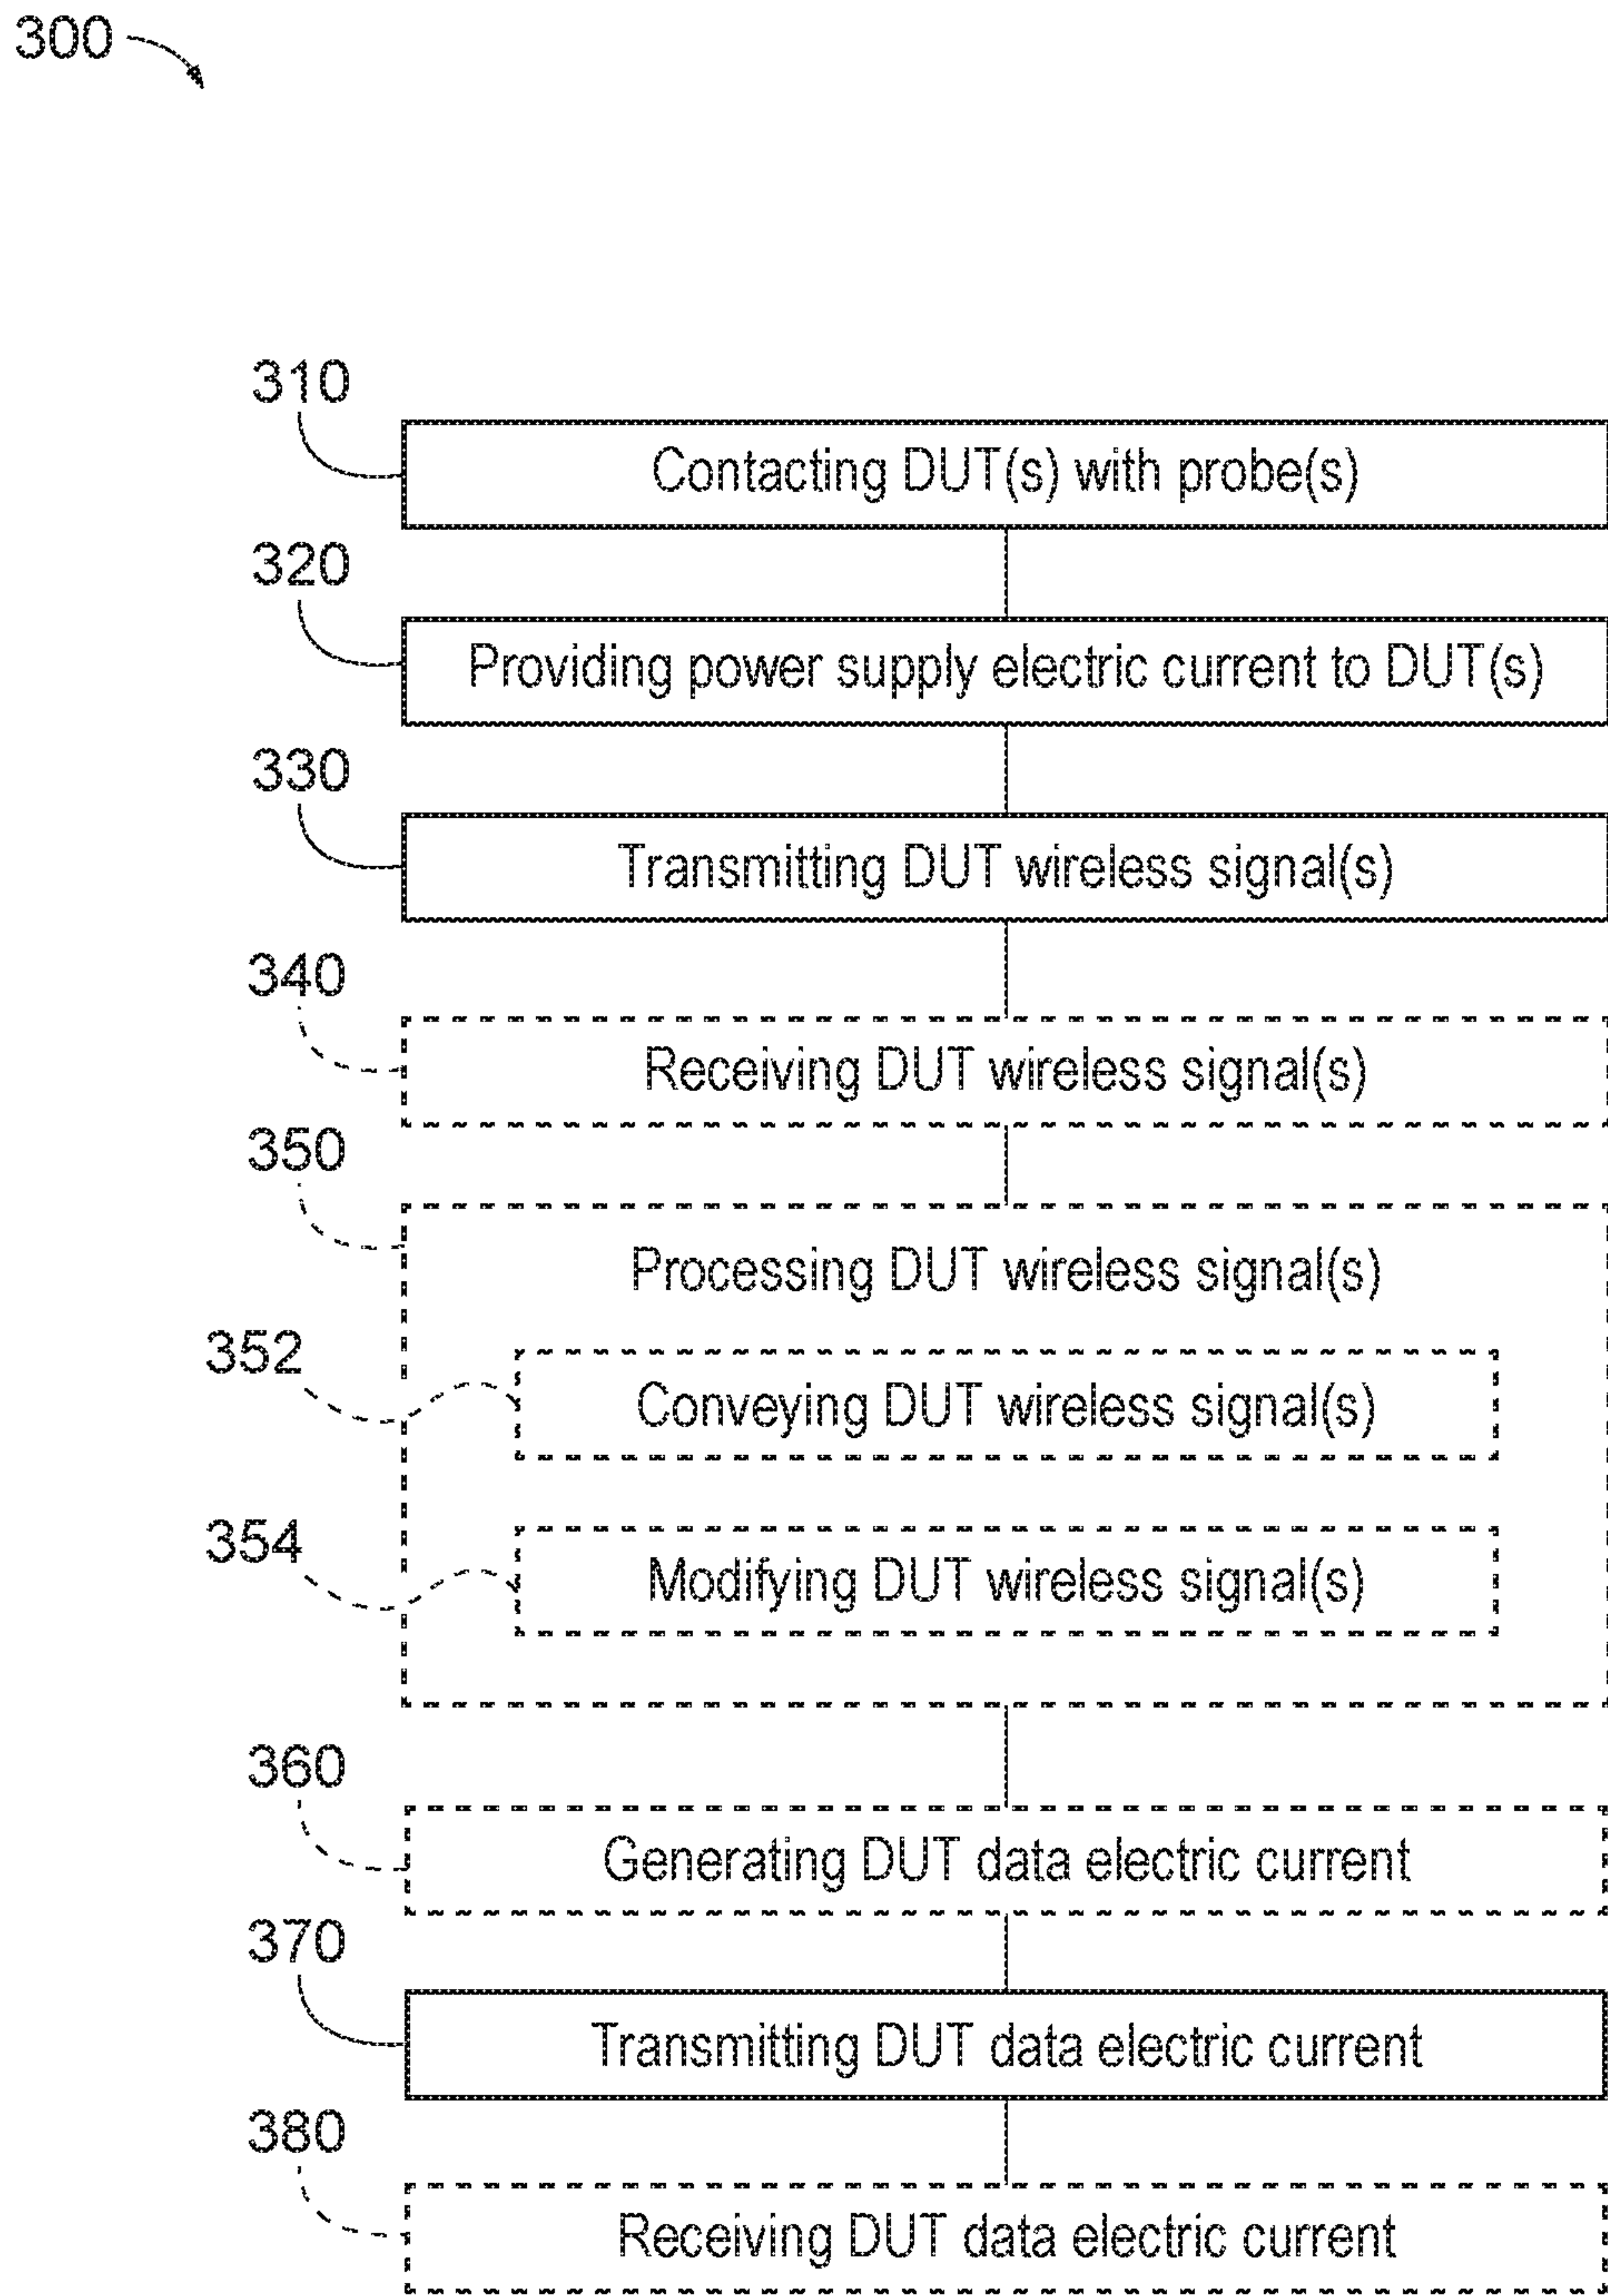 300
310
Contacting DUT(s) with probe(s)
320
Providing power supply electric current to DUT(s)
330
Transmitting DUT wireless signal(s)
340
Receiving DUT wireless signal(s)
350
Processing DUT wireless signal(s)
352
Conveying DUT wireless signal(s)
354
Modifying DUT wireless signal(s)
360
Generating DUT data electric current
370
Transmitting DUT data electric current
380
Receiving DUT data electric current